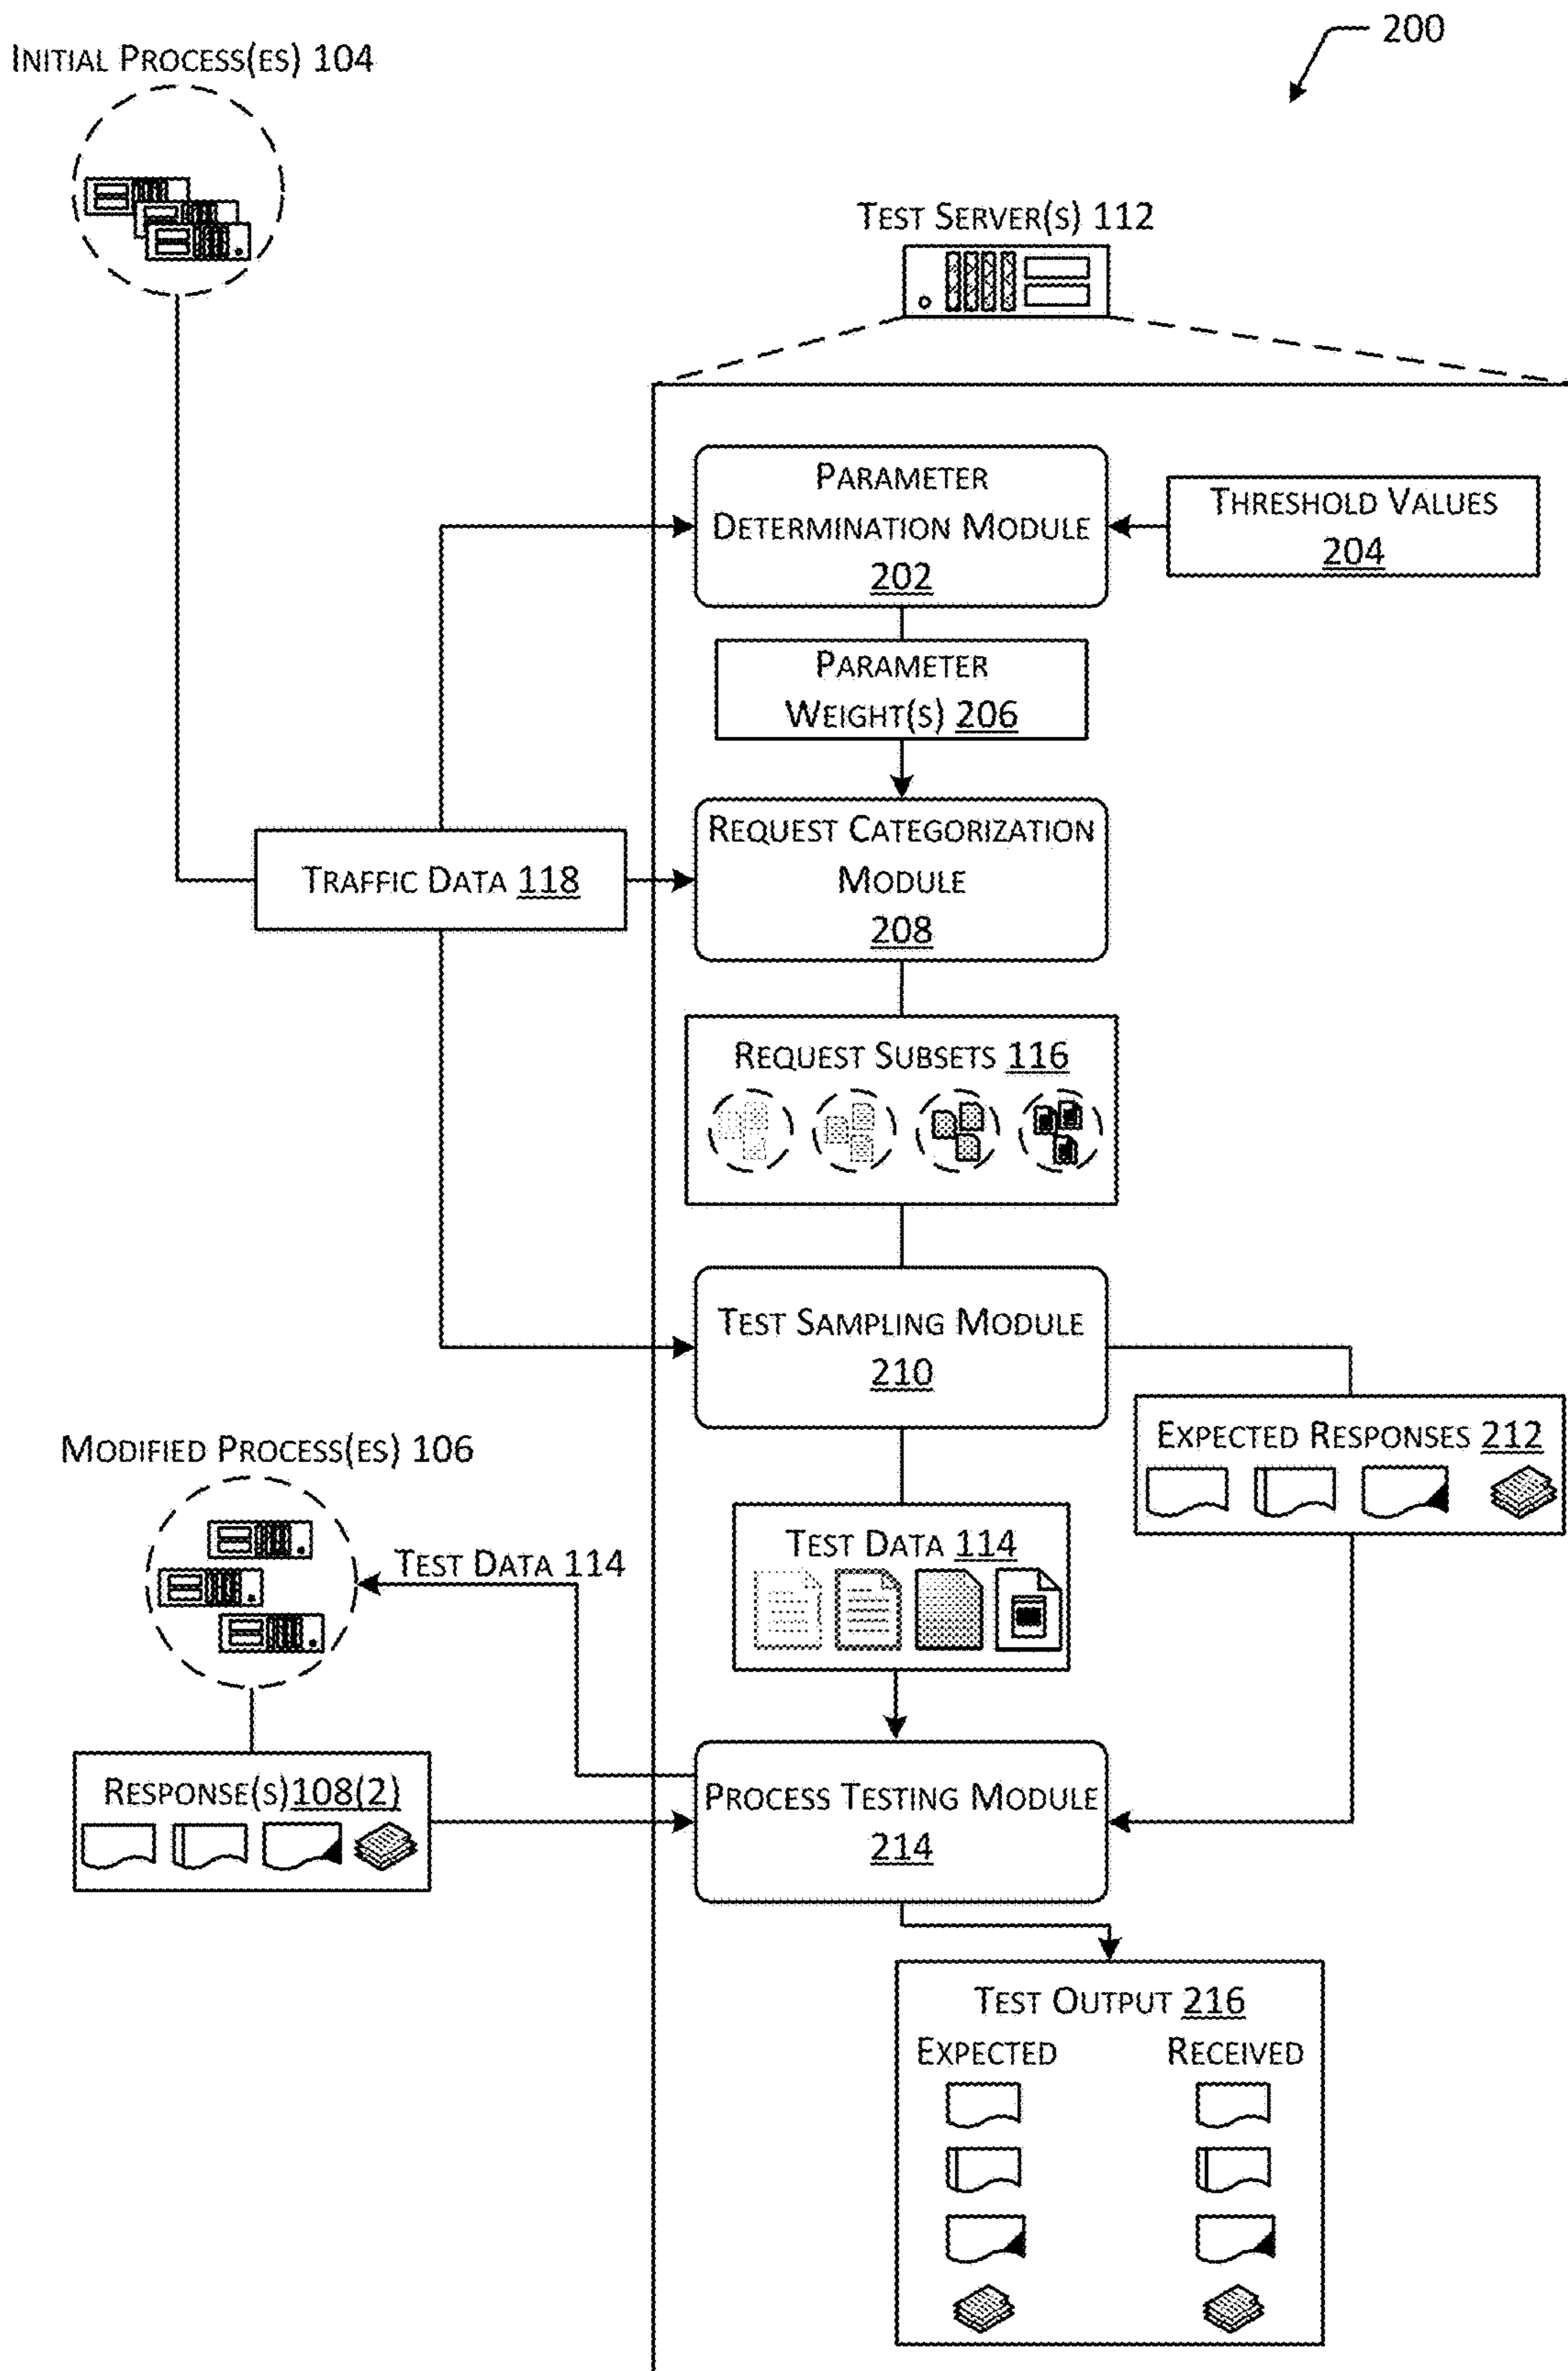 200
INITIAL PROCESS(ES) 104
TEST SERVER(S) 112
PARAMETER
DETERMINATION MODULE
202
THRESHOLD VALUES
204
PARAMETER
WEIGHT(S) 206
REQUEST CATEGORIZATION
MODULE
208
TRAFFIC DATA 118
REQUEST SUBSETS 116
TEST SAMPLING MODULE
210
EXPECTED RESPONSES 212
MODIFIED PROCESS(ES) 106
TEST DATA 114
TEST DATA 114
RESPONSE(S)108(2)
PROCESS TESTING MODULE
214
TEST OUTPUT 216
EXPECTED RECEIVED